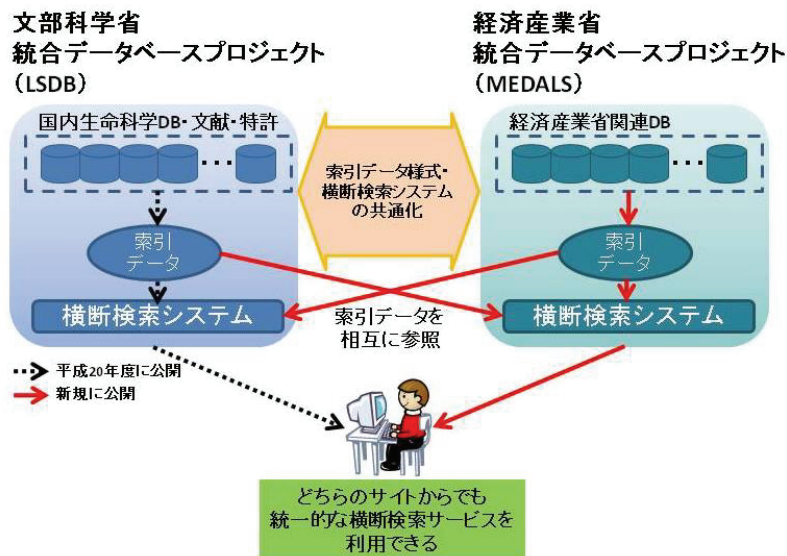 文部科学省
統合データベースプロジェクト
(LSDB)
経済産業省
統合データベースプロジェクト
(MEDALS)
国内生命科学DB・文献・特許
経済産業省関連DB
索引データ様式・
横断検索システム
の共通化
索引
データ
索引
データ
横断検索システム
横断検索システム
索引データを
相互に参照
平成20年度に公開
新規に公開
どちらのサイトからでも
統一的な横断検索サービスを
利用できる